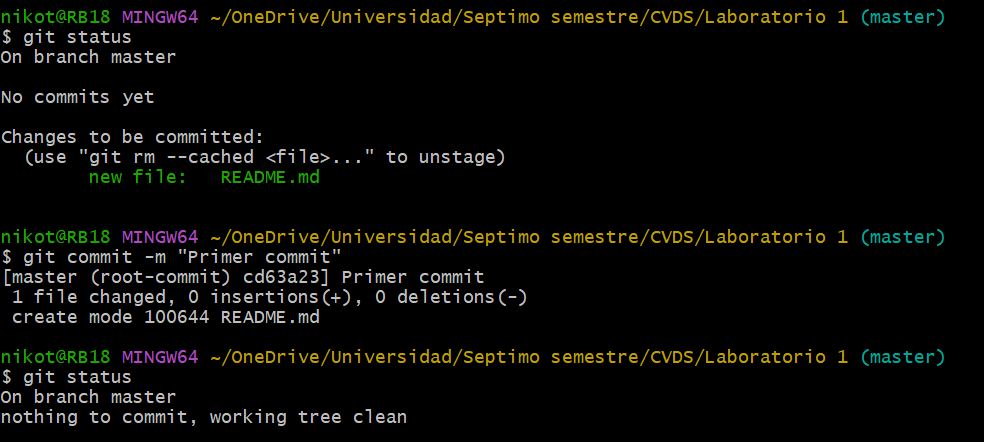 nikot@RB18 MINGW64 ~/OneDrive/Universidad/Septimo semestre/CVDS/Laboratorio 1 (master)
$ git status
On branch master

No commits yet

Changes to be committed:
  (use "git rm --cached <file>..." to unstage)
        new file:   README.md


nikot@RB18 MINGW64 ~/OneDrive/Universidad/Septimo semestre/CVDS/Laboratorio 1 (master)
$ git commit -m "Primer commit"
[master (root-commit) cd63a23] Primer commit
 1 file changed, 0 insertions(+), 0 deletions(-)
 create mode 100644 README.md

nikot@RB18 MINGW64 ~/OneDrive/Universidad/Septimo semestre/CVDS/Laboratorio 1 (master)
$ git status
On branch master
nothing to commit, working tree clean